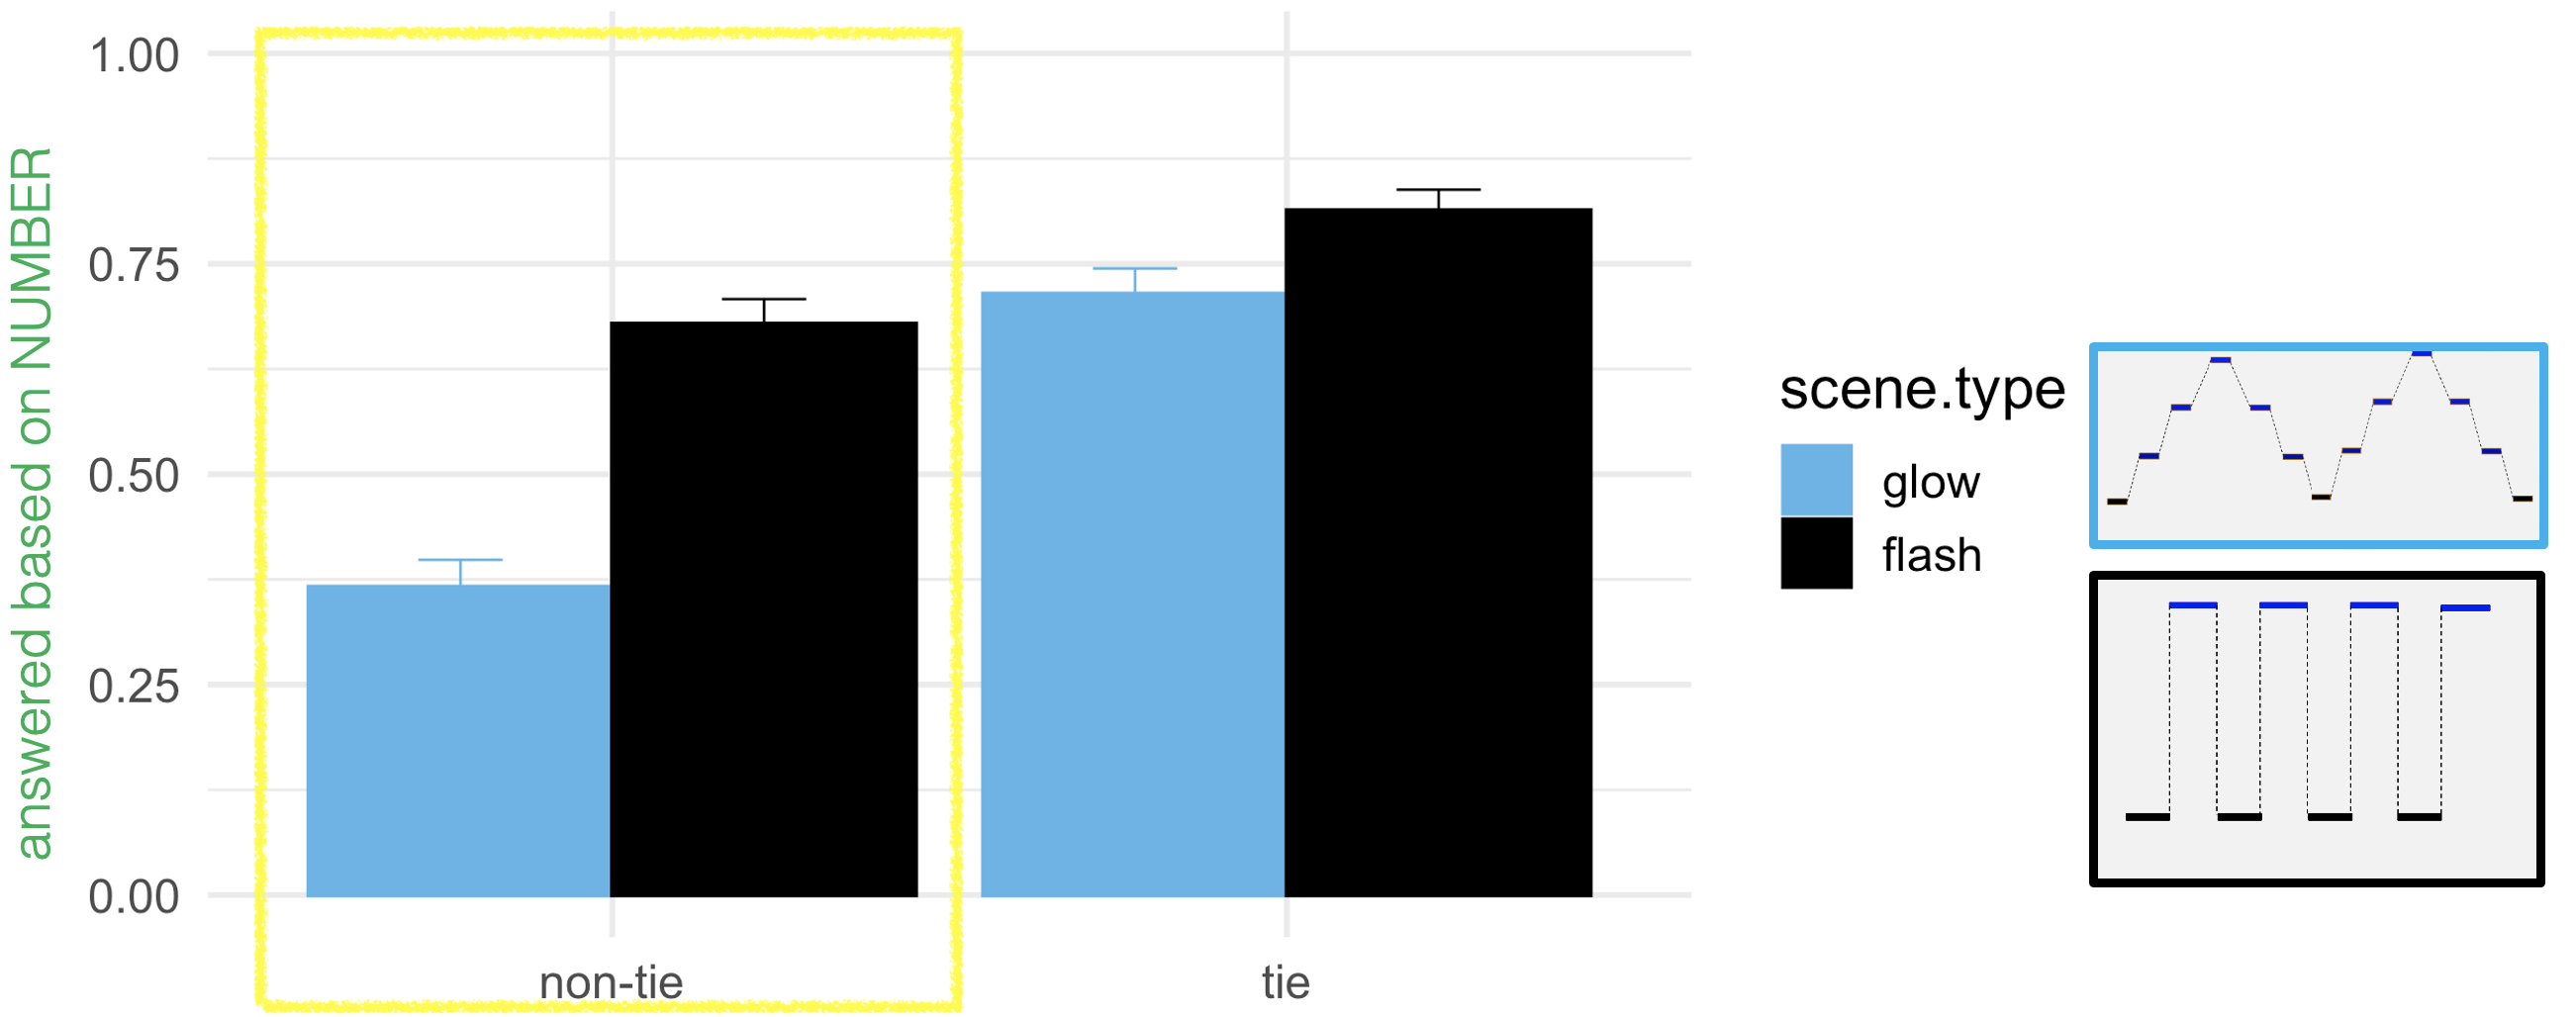 answered based on NUMBER
1.00
0.75
0.50
0.25
0.00
non-tie
tie
scene.type
glow
flash